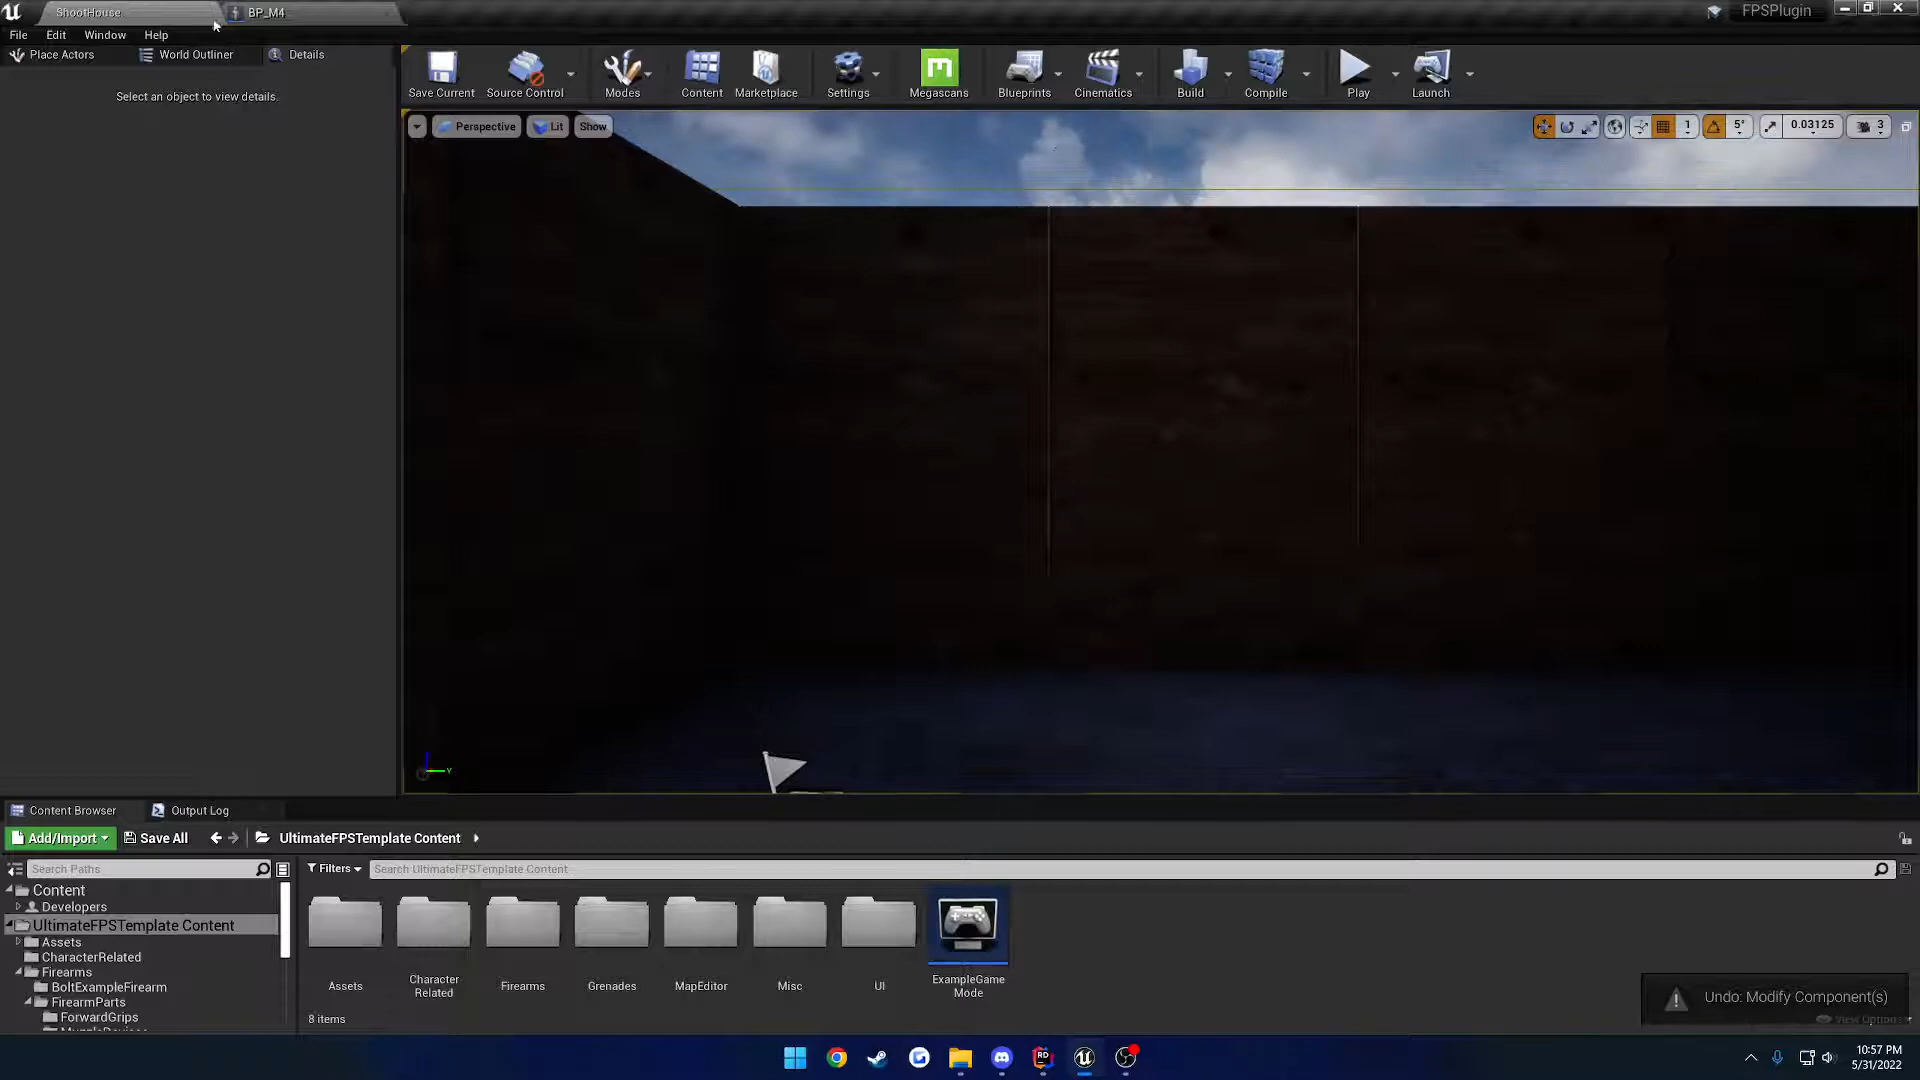 ShootHouse
BP_M4
FPSPlugin
File Edit Window Help
Place Actors World Outliner Details
Select an object to view details.
Save Current Source Control Modes Content Marketplace Settings Megascans Blueprints Cinematics Build Compile Play Launch
Perspective Lit Show
1 5° 0.03125 3
Y
Content Browser Output Log
Add/Import Save All UltimateFPSTemplate Content
Search Paths
Filters Search UltimateFPSTemplate Content
Content
Developers
UltimateFPSTemplate Content
Assets
CharacterRelated
Firearms
BoltExampleFirearm
FirearmParts
ForwardGrips
MuzzleDevices
Assets
Character Related
Firearms
Grenades
MapEditor
Misc
UI
ExampleGame Mode
8 items
Undo: Modify Component(s)
View Options
RD
10:57 PM
5/31/2022